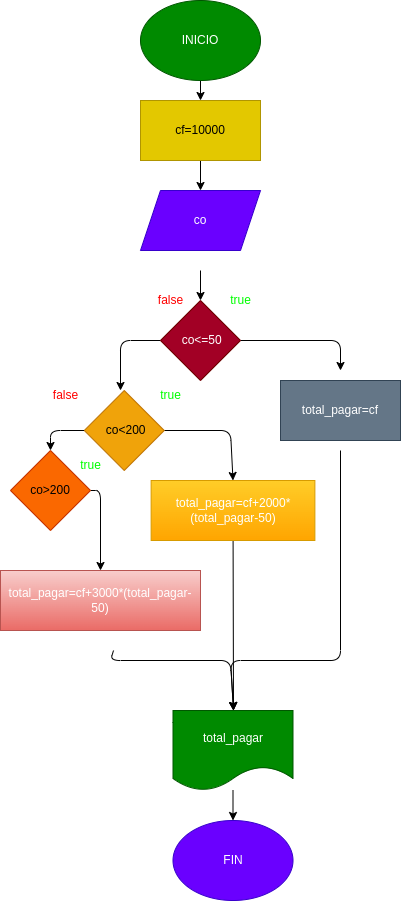 INICIO
cf=10000
co
false
true
co<=50
false
true
co<200
total_pagar=cf
true
co>200
total_pagar=cf+2000*
(total_pagar-50)
total_pagar=cf+3000*(total_pagar-
50)
total_pagar
FIN